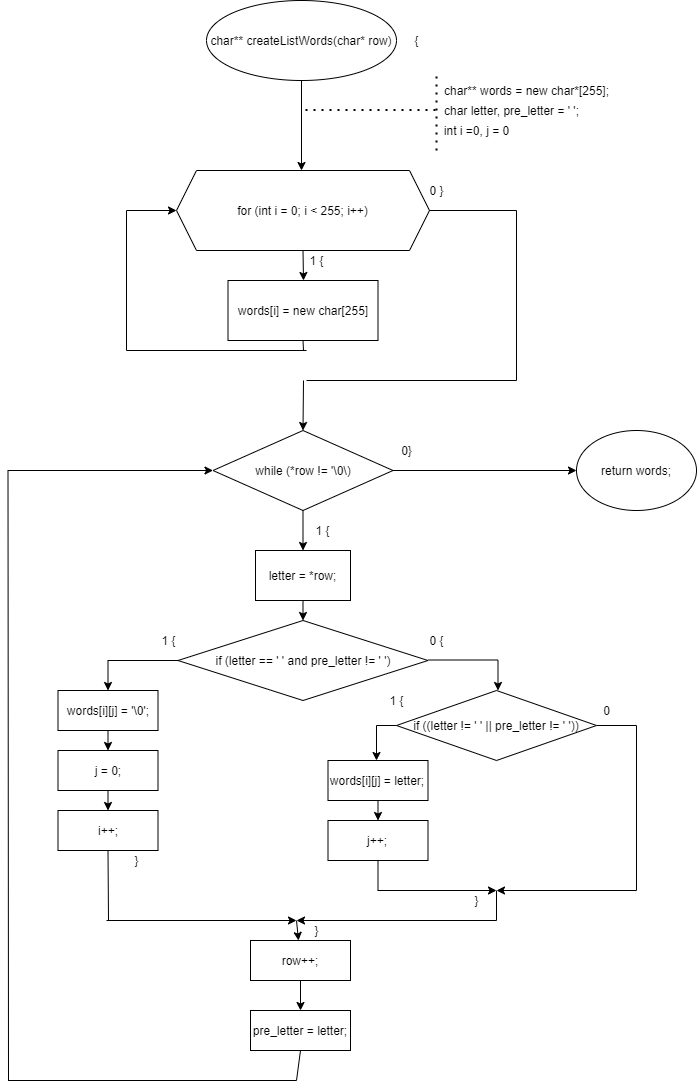 char** createListWords(char* row)
{
char** words = new char*[255];
char letter, pre_letter = ' ';
int i =0, j = 0
0 }
for (int i = 0; i < 255; i++)
1 {
words[i] = new char[255]
0}
while (*row != '\0\)
return words;
1 {
letter = *row;
1 {
0 {
if (letter == ' ' and pre_letter != ' ')
words[i][j] = '\0';
1 {
0
if ((letter != ' ' || pre_letter != ' '))
j = 0;
words[i][j] = letter;
i++;
j++;
}
}
}
row++;
pre_letter = letter;